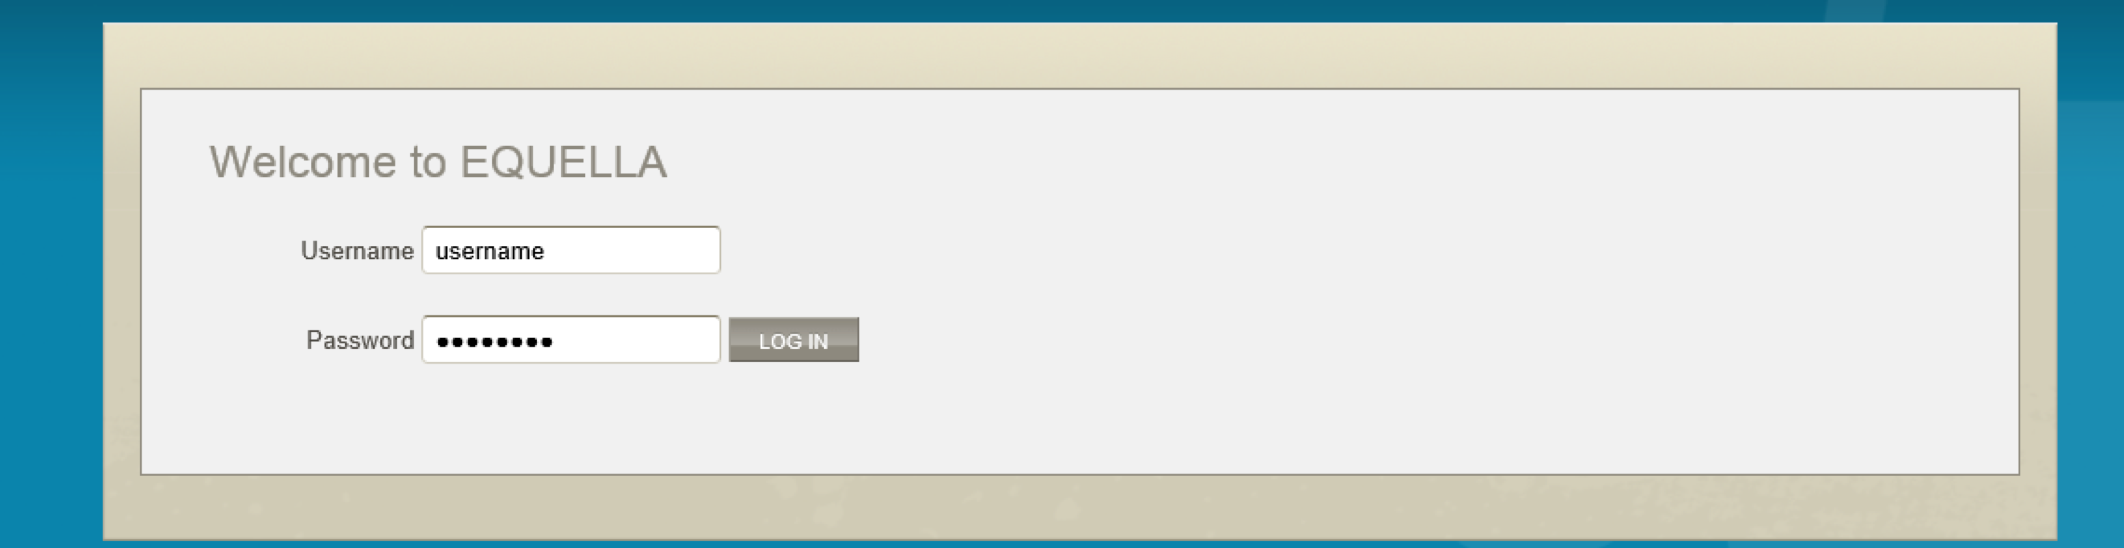 Welcome to EQUELLA
Username username
Password ••••••••
LOG IN